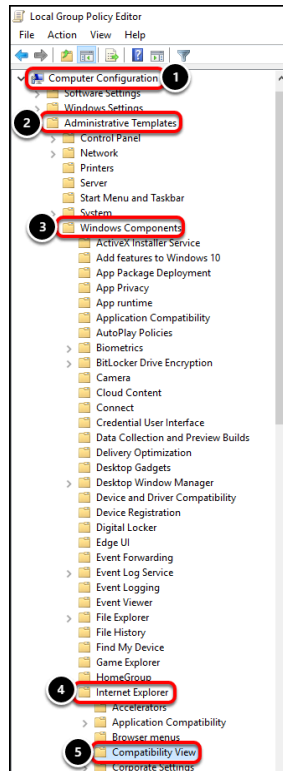 Local Group Policy Editor
File Action View Help
Computer Configuration 1
Software Settings
Windows Settings
2 Administrative Templates
Control Panel
Network
Printers
Server
Start Menu and Taskbar
System
3 Windows Components
ActiveX Installer Service
Add features to Windows 10
App Package Deployment
App Privacy
App runtime
Application Compatibility
AutoPlay Policies
Biometrics
BitLocker Drive Encryption
Camera
Cloud Content
Connect
Credential User Interface
Data Collection and Preview Builds
Delivery Optimization
Desktop Gadgets
Desktop Window Manager
Device and Driver Compatibility
Device Registration
Digital Locker
Edge UI
Event Forwarding
Event Log Service
Event Logging
Event Viewer
File Explorer
File History
Find My Device
Game Explorer
HomeGroup
4 Internet Explorer
Accelerators
Application Compatibility
Browser menus
5 Compatibility View
Corporate Settings